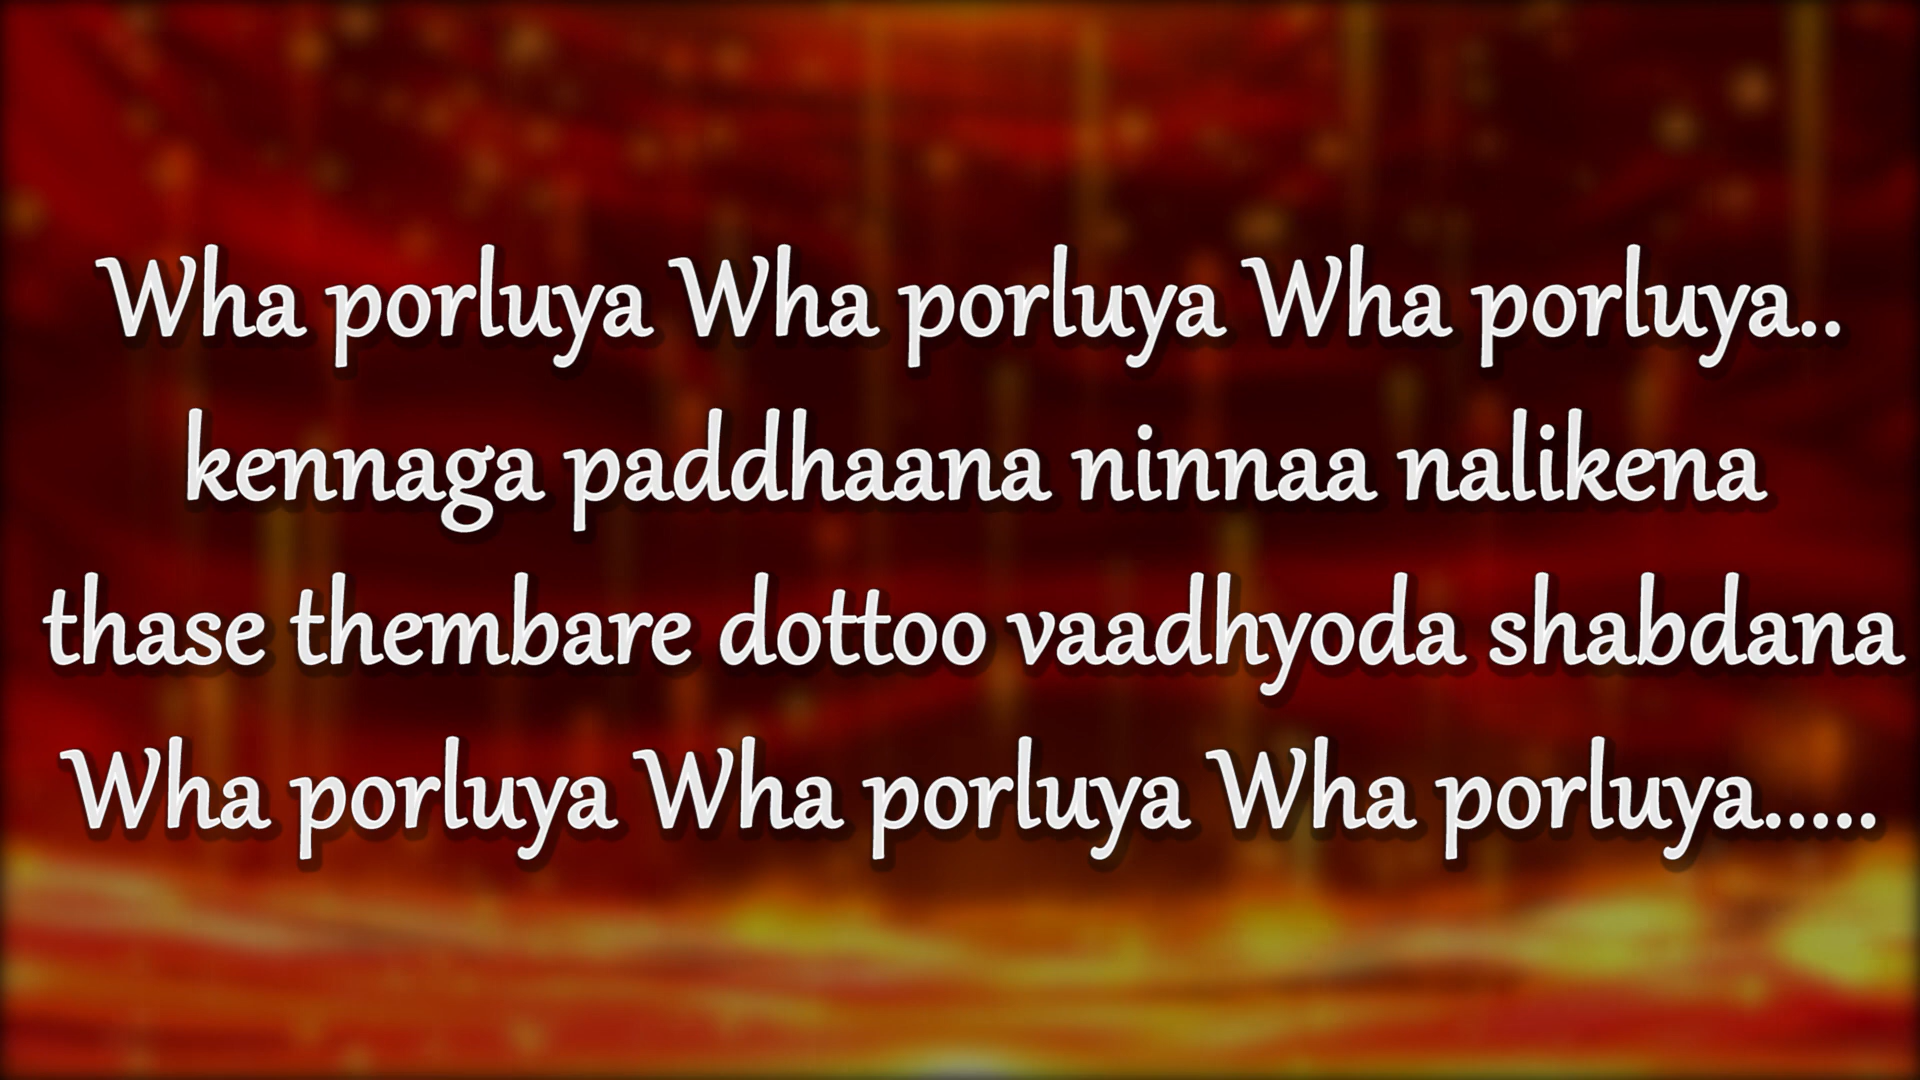 Wha porluya Wha porluya Wha porluya..
kennaga paddhaana ninnaa nalikena
thase thembare dottoo vaadhyoda shabdana
Wha porluya Wha porluya Wha porluya.....